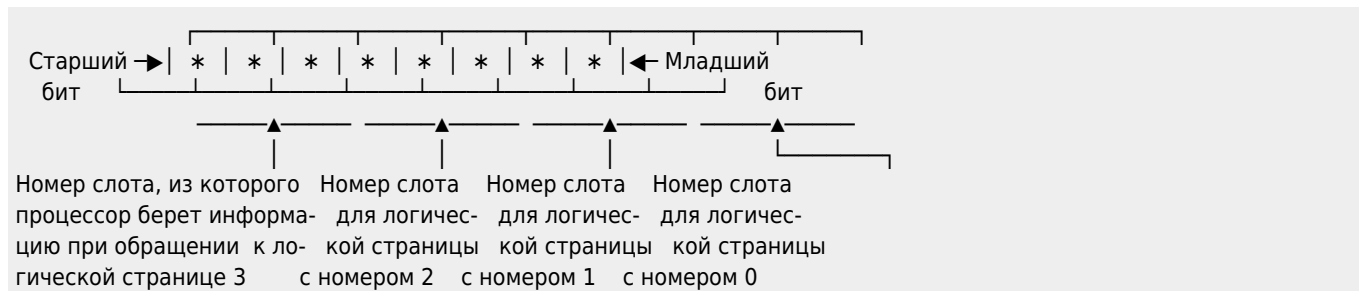 Старший ─►│ * │ * │ * │ * │ * │ * │ * │ * │◄─ Младший
бит бит
Номер слота, из которого Номер слота Номер слота Номер слота
процессор берет информа- для логичес- для логичес- для логичес-
цию при обращении к ло- кой страницы кой страницы кой страницы
гической странице 3 с номером 2 с номером 1 с номером 0